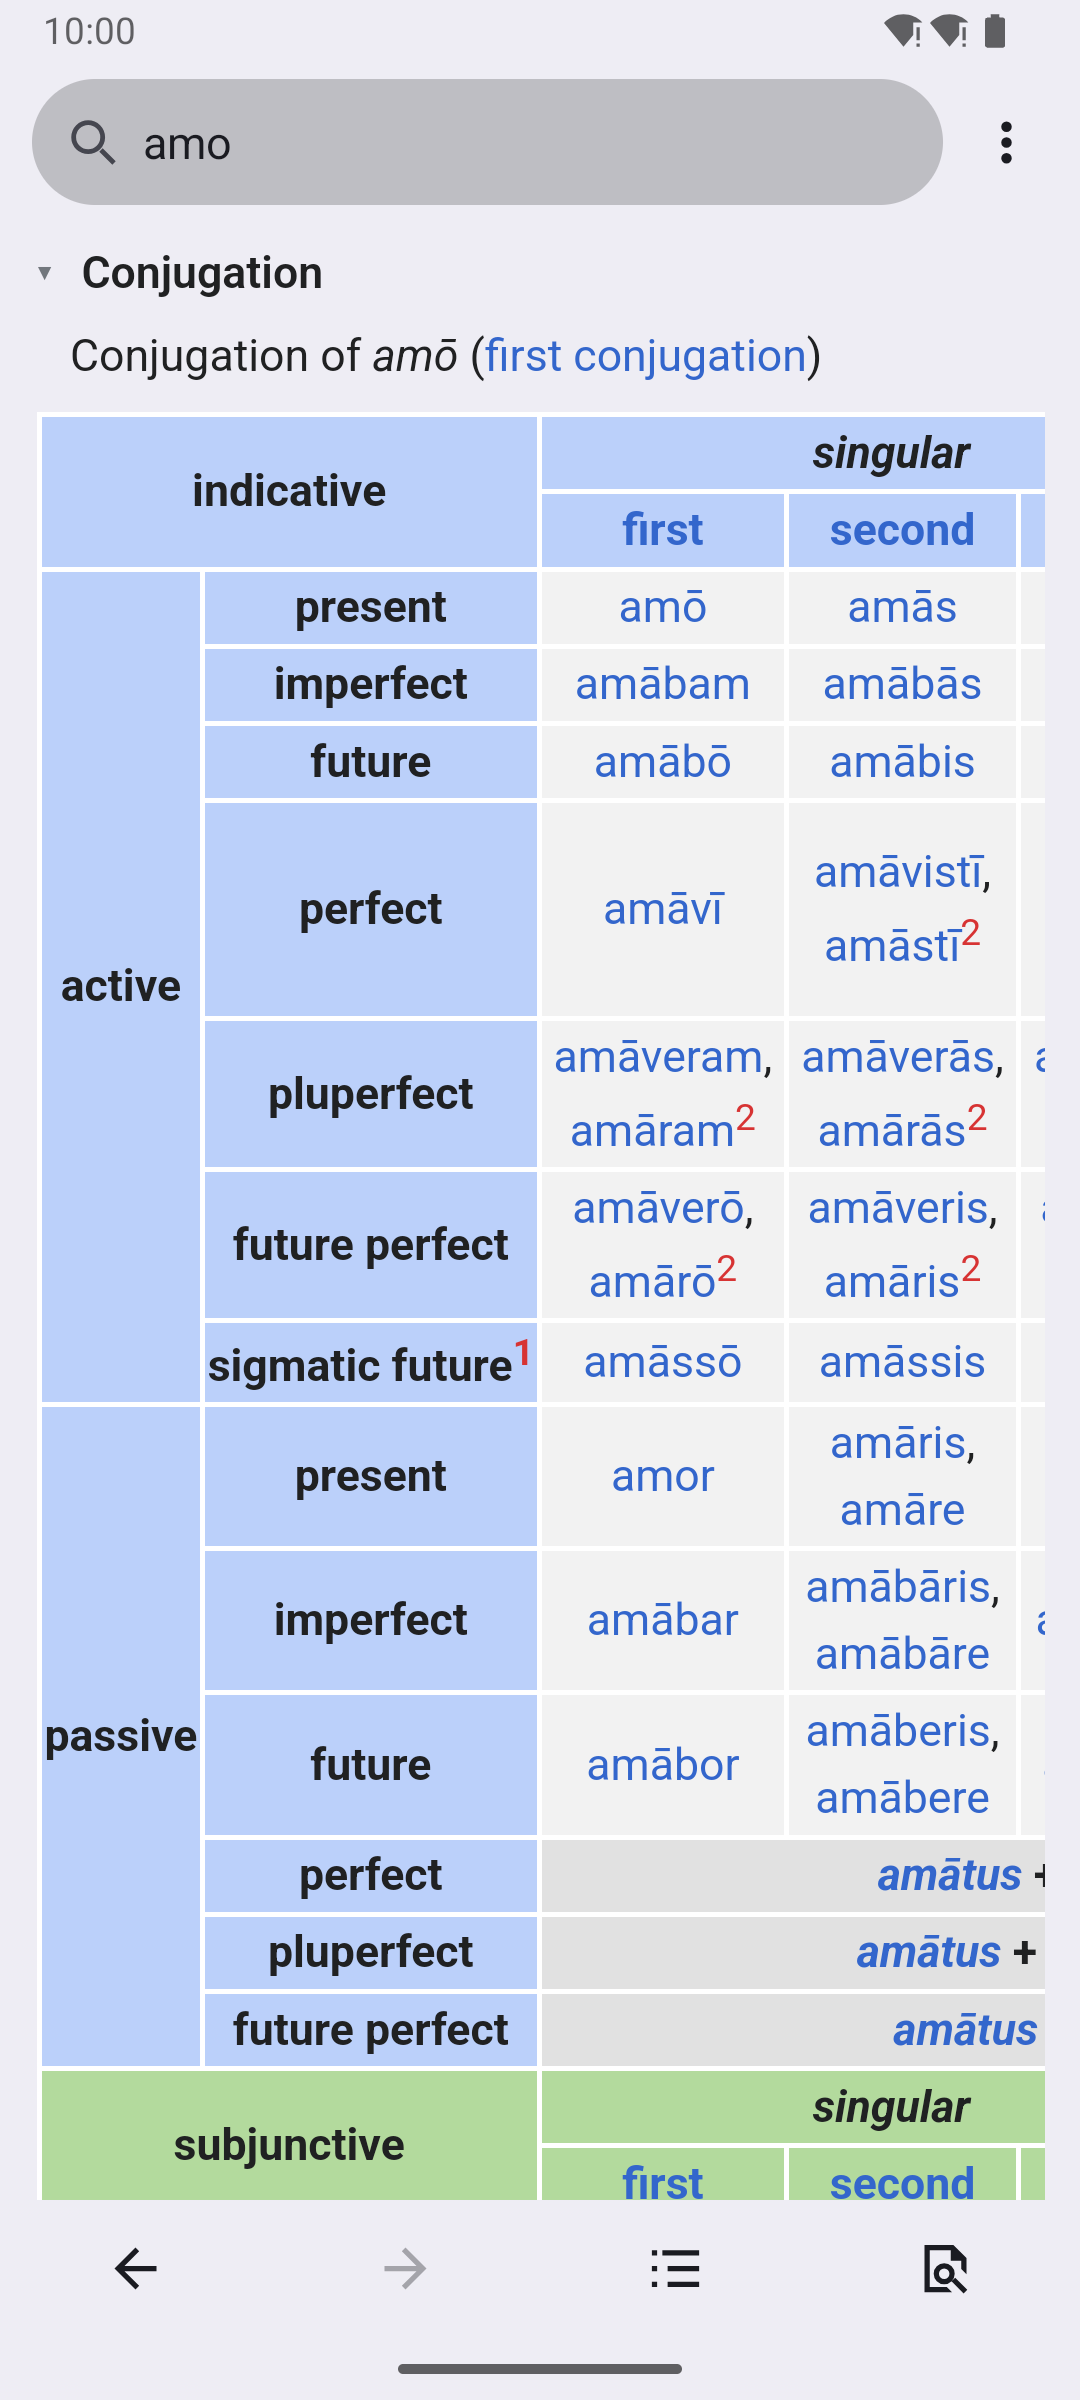 10:00
amo
Conjugation
Conjugation of amō (first conjugation)
indicative
singular
first second
active
present amō amās
imperfect amābam amābās
future amābō amābis
perfect amāvī amāvistī,
amāstī2
pluperfect amāveram, amāverās,
amāram2 amārās2
future perfect amāverō, amāveris,
amārō2 amāris2
sigmatic future1 amāssō amāssis
passive
present amor amāris,
amāre
imperfect amābar amābāris,
amābāre
future amābor amāberis,
amābere
perfect amātus +
pluperfect amātus +
future perfect amātus
subjunctive
singular
first second